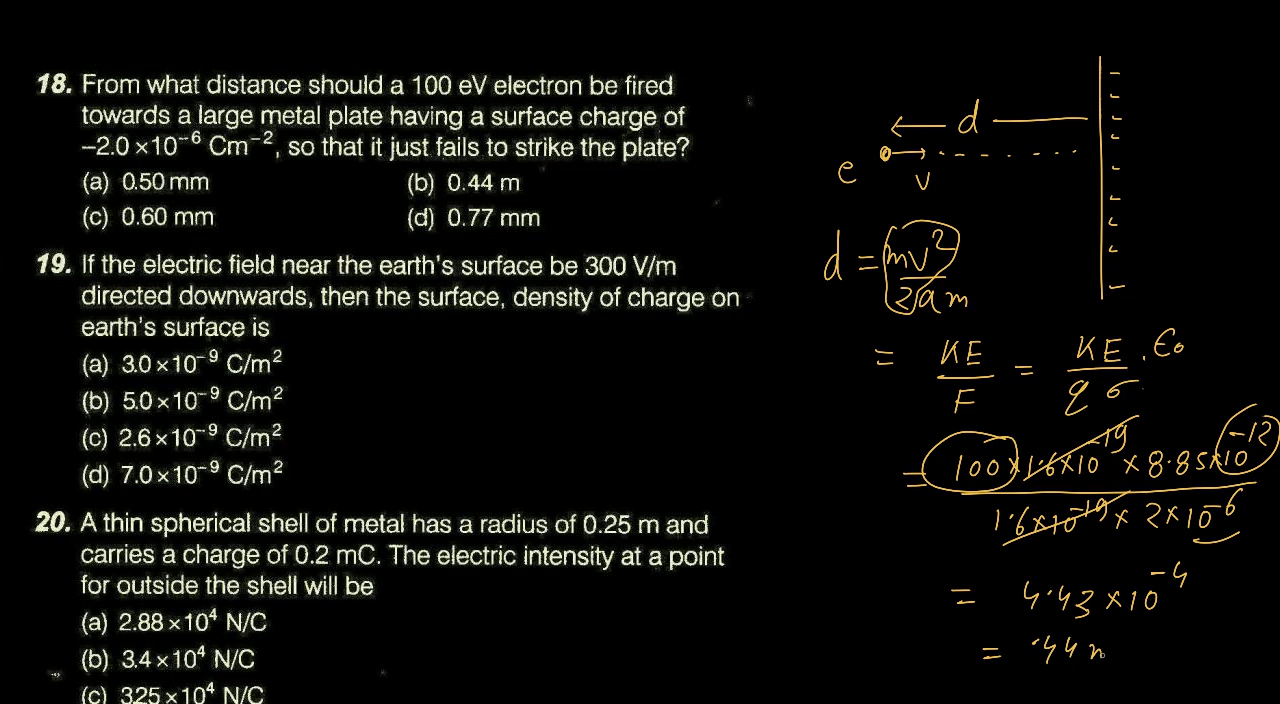 18. From what distance should a 100 eV electron be fired
towards a large metal plate having a surface charge of
–2.0 ×10⁻⁶ Cm⁻², so that it just fails to strike the plate?
(a) 0.50 mm (b) 0.44 m
(c) 0.60 mm (d) 0.77 mm
19. If the electric field near the earth's surface be 300 V/m
directed downwards, then the surface, density of charge on
earth's surface is
(a) 3.0 ×10⁻⁹ C/m²
(b) 5.0 ×10⁻⁹ C/m²
(c) 2.6 ×10⁻⁹ C/m²
(d) 7.0 ×10⁻⁹ C/m²
20. A thin spherical shell of metal has a radius of 0.25 m and
carries a charge of 0.2 mC. The electric intensity at a point
for outside the shell will be
(a) 2.88 ×10⁴ N/C
(b) 3.4 ×10⁴ N/C
(c) 325 ×10⁴ N/C
d
e
v
d = mv²/2am
= KE/F = KE/qσ . ε₀
= 100×1.6×10⁻¹⁹ × 8.85×10⁻¹²
1.6×10⁻¹⁹ × 2×10⁻⁶
= 4.43 ×10⁻⁴
= .44